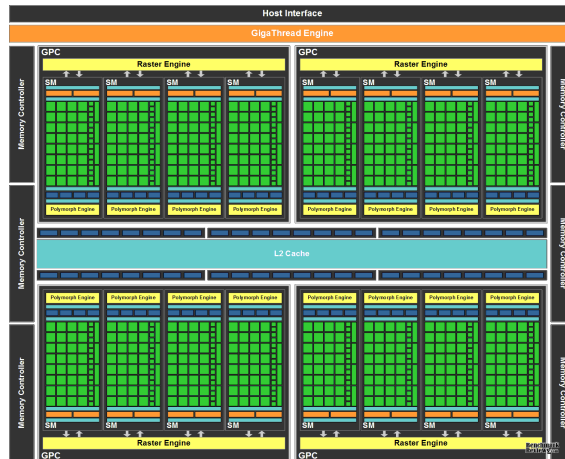 Host Interface
GigaThread Engine
Memory Controller
Memory Controller
Memory Controller
Memory Controller
Memory Controller
Memory Controller
GPC
Raster Engine
SM
SM
SM
SM
Polymorph Engine
Polymorph Engine
Polymorph Engine
Polymorph Engine
GPC
Raster Engine
SM
SM
SM
SM
Polymorph Engine
Polymorph Engine
Polymorph Engine
Polymorph Engine
L2 Cache
Polymorph Engine
Polymorph Engine
Polymorph Engine
Polymorph Engine
SM
SM
SM
SM
Raster Engine
GPC
Polymorph Engine
Polymorph Engine
Polymorph Engine
Polymorph Engine
SM
SM
SM
SM
Raster Engine
GPC
Benchmark